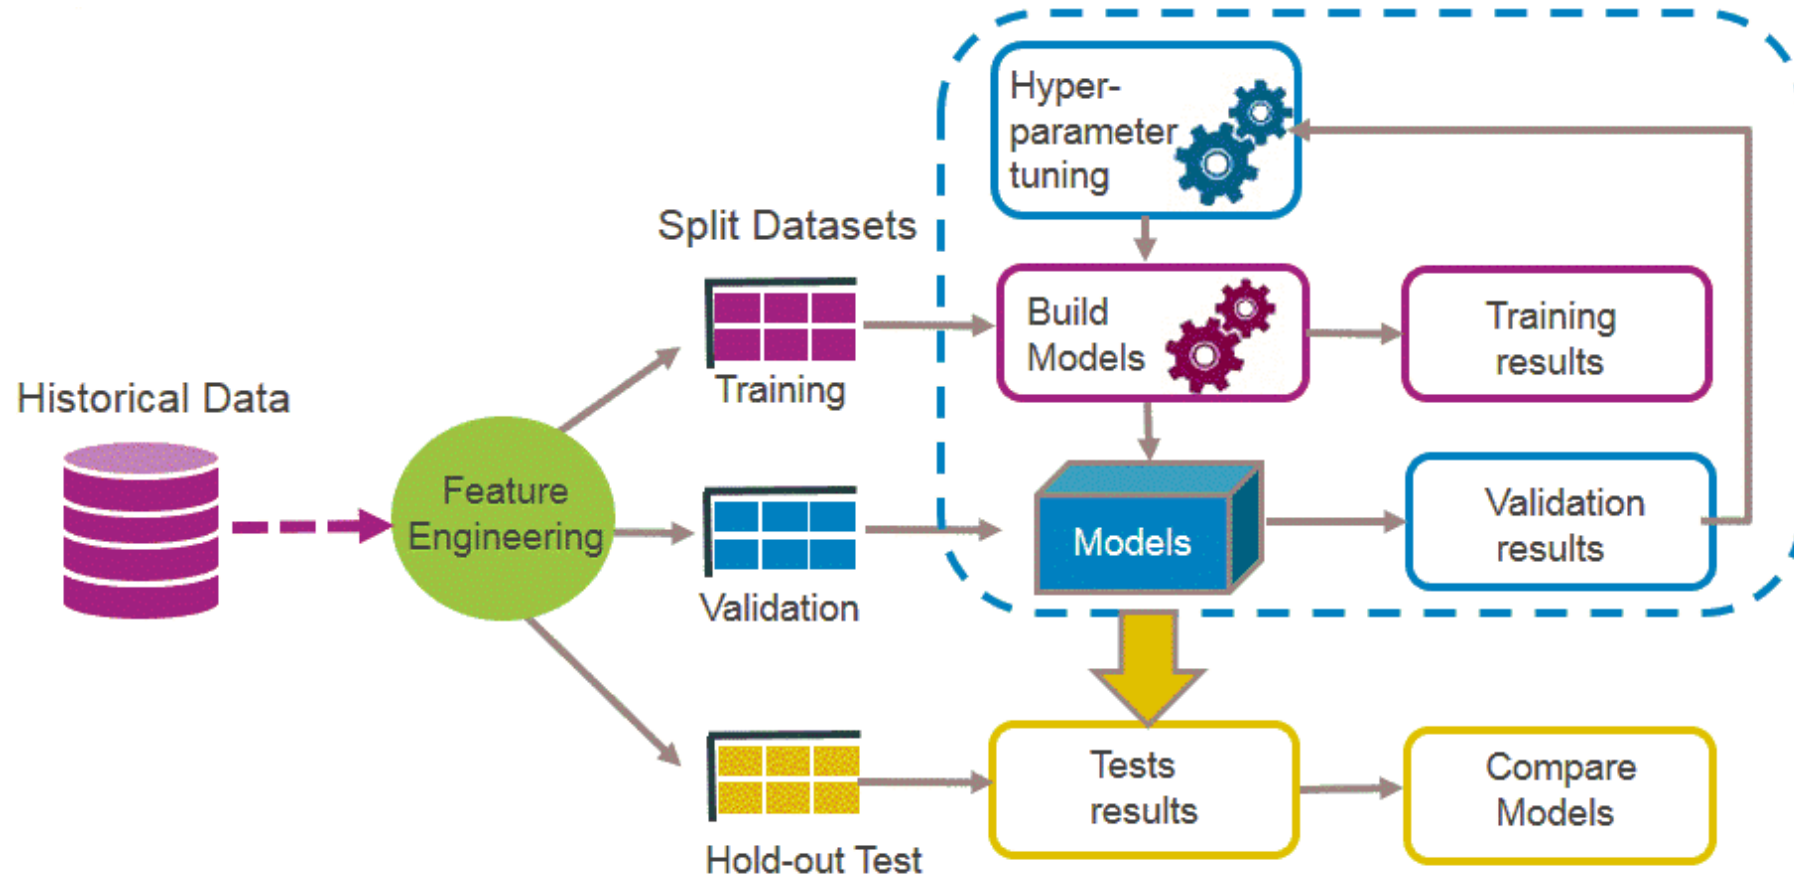 Hyper-
parameter
tuning
Split Datasets
Build
Models
Training
results
Training
Historical Data
Feature
Engineering
Models
Validation
results
Validation
Tests
results
Compare
Models
Hold-out Test